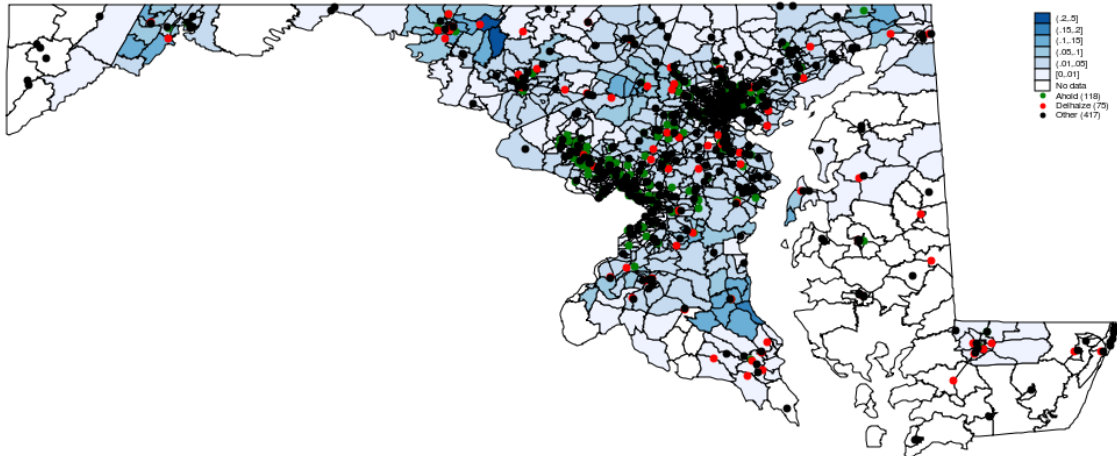 (.2,.5]
(.15,.2]
(.1,.15]
(.05,.1]
(.01,.05]
[0,.01]
No data
Ahold (118)
Delhaize (75)
Other (417)